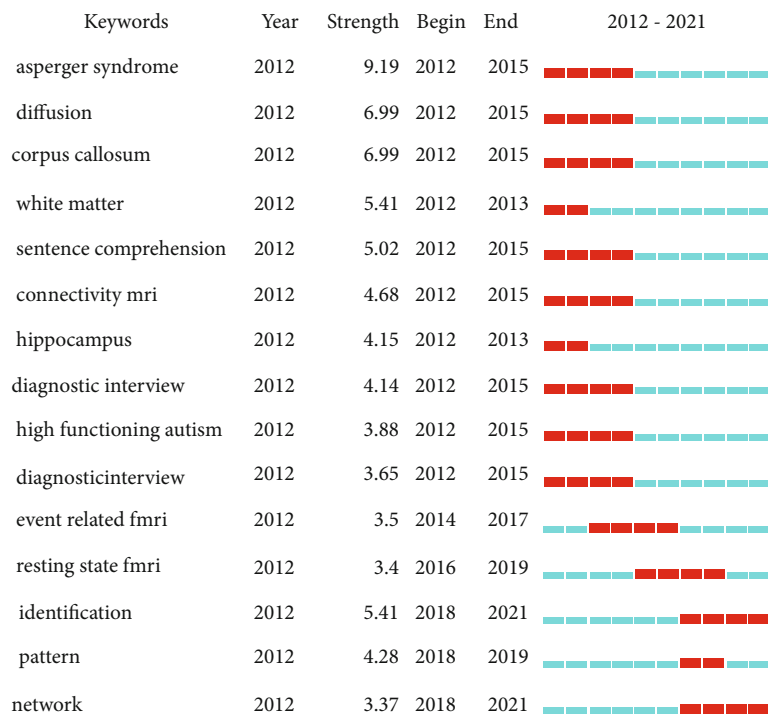 Keywords Year Strength Begin End 2012 - 2021
asperger syndrome 2012 9.19 2012 2015
diffusion 2012 6.99 2012 2015
corpus callosum 2012 6.99 2012 2015
white matter 2012 5.41 2012 2013
sentence comprehension 2012 5.02 2012 2015
connectivity mri 2012 4.68 2012 2015
hippocampus 2012 4.15 2012 2013
diagnostic interview 2012 4.14 2012 2015
high functioning autism 2012 3.88 2012 2015
diagnosticinterview 2012 3.65 2012 2015
event related fmri 2012 3.5 2014 2017
resting state fmri 2012 3.4 2016 2019
identification 2012 5.41 2018 2021
pattern 2012 4.28 2018 2019
network 2012 3.37 2018 2021